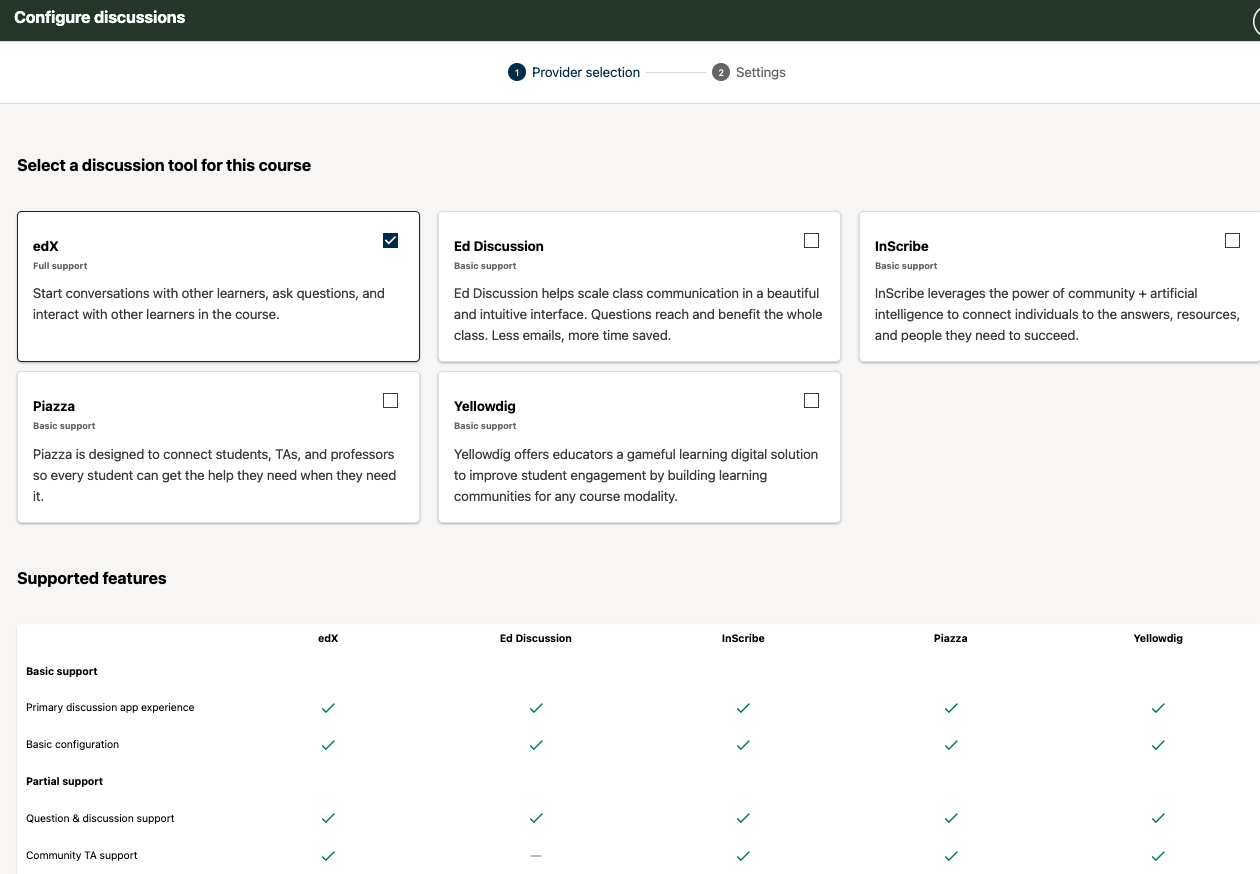 Configure discussions
1 Provider selection
2 Settings
Select a discussion tool for this course
edX
Full support
Start conversations with other learners, ask questions, and
interact with other learners in the course.
Ed Discussion
Basic support
Ed Discussion helps scale class communication in a beautiful
and intuitive interface. Questions reach and benefit the whole
class. Less emails, more time saved.
InScribe
Basic support
InScribe leverages the power of community + artificial
intelligence to connect individuals to the answers, resources,
and people they need to succeed.
Piazza
Basic support
Piazza is designed to connect students, TAs, and professors
so every student can get the help they need when they need
it.
Yellowdig
Basic support
Yellowdig offers educators a gameful learning digital solution
to improve student engagement by building learning
communities for any course modality.
Supported features
edX Ed Discussion InScribe Piazza Yellowdig
Basic support
Primary discussion app experience
Basic configuration
Partial support
Question & discussion support
Community TA support